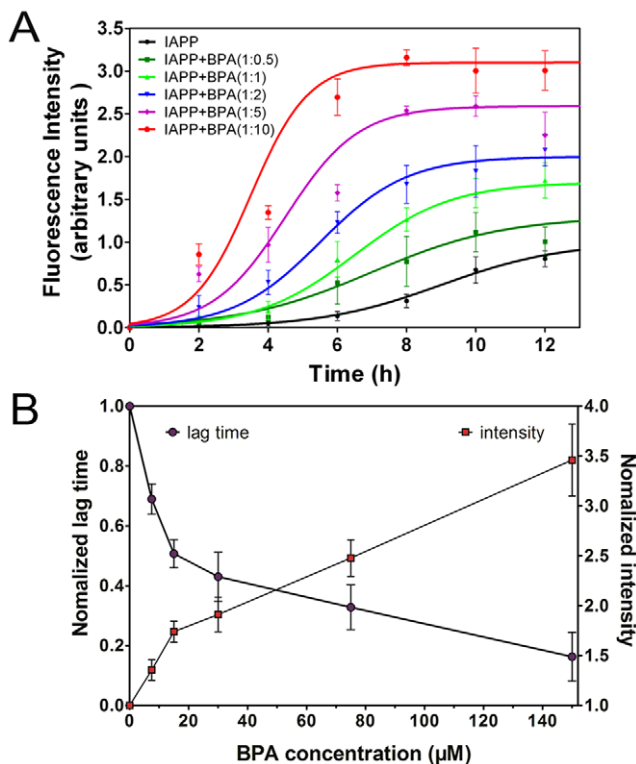 A
IAPP
IAPP+BPA(1:0.5)
IAPP+BPA(1:1)
IAPP+BPA(1:2)
IAPP+BPA(1:5)
IAPP+BPA(1:10)
Fluorescence Intensity
(arbitrary units )
3.5
3.0
2.5
2.0
1.5
1.0
0.5
0.0
0 2 4 6 8 10 12
Time (h)
B
lag time
intensity
Nomalized lag time
1.0
0.8
0.6
0.4
0.2
0.0
4.0
3.5
3.0
2.5
2.0
1.5
1.0
Nomalized intensity
0 20 40 60 80 100 120 140
BPA concentration (µM)